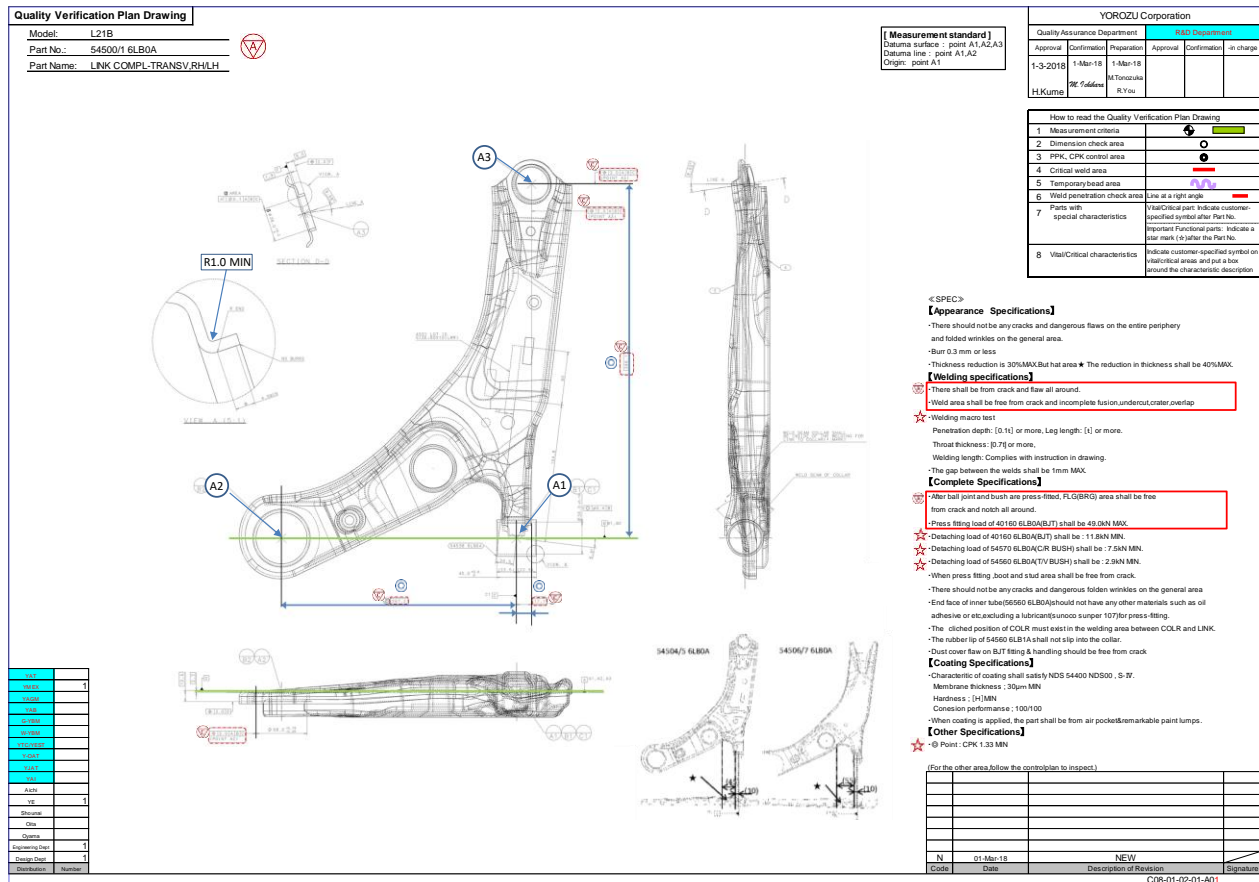 Quality Verification Plan Drawing
Model: L21B
Part No.: 54500/1 6LB0A
Part Name: LINK COMPL-TRANSV,RH/LH
A
[ Measurement standard ]
Datuma surface : point A1,A2,A3
Datuma line : point A1,A2
Origin: point A1
YOROZU Corporation
Quality Assurance Department R&D Department
Approval Confirmation Preparation Approval Confirmation -in charge
1-3-2018 1-Mar-18 1-Mar-18
M.Tonozuka
H.Kume R.You
How to read the Quality Verification Plan Drawing
1 Measurement criteria
2 Dimension check area
3 PPK, CPK control area
4 Critical weld area
5 Temporary bead area
6 Weld penetration check area Line at a right angle
7 Parts with special characteristics
Vital/Critical part: Indicate customer-specified symbol after Part No.
Important Functional parts: Indicate a star mark (☆)after the Part No.
8 Vital/Critical characteristics
Indicate customer-specified symbol on vital/critical areas and put a box around the characteristic description
A3
R1.0 MIN
SECTION D-D
VIEW A (5:1)
A2
A1
LINE A
WELD SEAM OF COLLAR
54504/5 6LB0A 54506/7 6LB0A
(10) (10)
≪SPEC≫
【Appearance Specifications】
・There should not be any cracks and dangerous flaws on the entire periphery
and folded wrinkles on the general area.
・Burr 0.3 mm or less
・Thickness reduction is 30%MAX.But hat area★ The reduction in thickness shall be 40%MAX.
【Welding specifications】
・There shall be from crack and flaw all around.
・Weld area shall be free from crack and incomplete fusion,undercut,crater,overlap
・Welding macro test
Penetration depth: [0.1t] or more, Leg length: [t] or more.
Throat thickness: [0.7t] or more,
Welding length: Complies with instruction in drawing.
・The gap between the welds shall be 1mm MAX.
【Complete Specifications】
・After ball joint and bush are press-fitted, FLG(BRG) area shall be free
from crack and notch all around.
・Press fitting load of 40160 6LB0A(BJT) shall be 49.0kN MAX.
・Detaching load of 40160 6LB0A(BJT) shall be : 11.8kN MIN.
・Detaching load of 54570 6LB0A(C/R BUSH) shall be : 7.5kN MIN.
・Detaching load of 54560 6LB0A(T/V BUSH) shall be : 2.9kN MIN.
・When press fitting ,boot and stud area shall be free from crack.
・There should not be any cracks and dangerous folden wrinkles on the general area
・End face of inner tube(56560 6LB0A)should not have any other materials such as oil
adhesive or etc,excluding a lubricant(sunoco sunper 107)for press-fitting.
・The cliched position of COLR must exist in the welding area between COLR and LINK.
・The rubber lip of 54560 6LB1A shall not slip into the collar.
・Dust cover flaw on BJT fitting & handling should be free from crack
【Coating Specifications】
・Characteritic of coating shall satisfy NDS 54400 NDS00 , S-Ⅳ.
Membrane thickness ; 30μm MIN
Hardness ; [H]MIN
Conesion performanse ; 100/100
・When coating is applied, the part shall be from air pocket&remarkable paint lumps.
【Other Specifications】
・◎ Point : CPK 1.33 MIN
(For the other area,follow the controlplan to inspect.)
N 01-Mar-18 NEW
Code Date Description of Revision Signature
C08-01-02-01-A01
YAT
YMEX 1
YAGM
YAB
G-YBM
W-YBM
YTC/YEST
Y-OAT
YJAT
YAI
Aichi
YE 1
Shounai
Oita
Oyama
Engineering Dept 1
Design Dept 1
Distribution Number